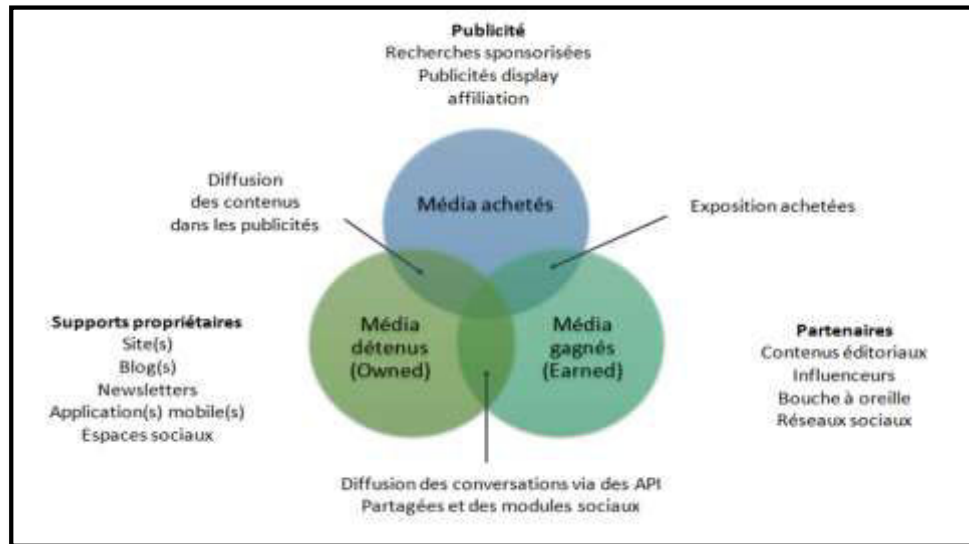 Publicité
Recherches sponsorisées
Publicités display
affiliation
Diffusion
des contenus
dans les publicités
Média achetés
Exposition achetées
Supports propriétaires
Site(s)
Blog(s)
Newsletters
Application(s) mobile(s)
Espaces sociaux
Média
détenus
(Owned)
Média
gagnés
(Earned)
Partenaires
Contenus éditoriaux
Influenceurs
Bouche à oreille
Réseaux sociaux
Diffusion des conversations via des API
Partagées et des modules sociaux